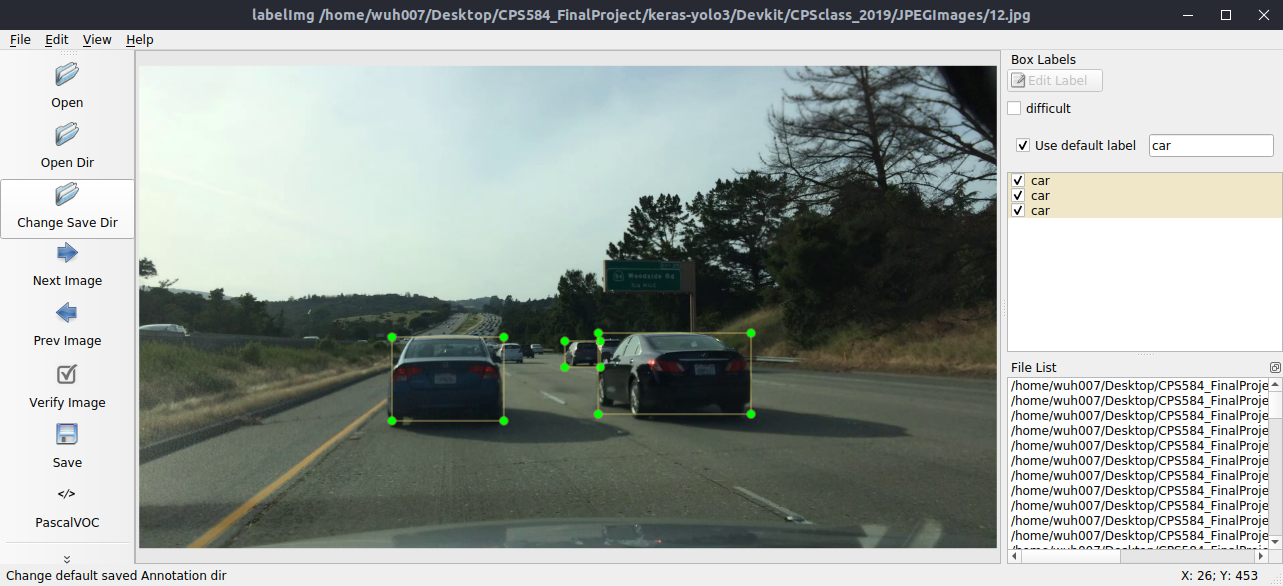 labelImg /home/wuh007/Desktop/CPS584_FinalProject/keras-yolo3/Devkit/CPSclass_2019/JPEGImages/12.jpg
File Edit View Help
Open
Open Dir
Change Save Dir
Next Image
Prev Image
Verify Image
Save
</>
PascalVOC
Woodside Rd
Box Labels
Edit Label
difficult
Use default label car
car
car
car
File List
/home/wuh007/Desktop/CPS584_FinalProje
/home/wuh007/Desktop/CPS584_FinalProje
/home/wuh007/Desktop/CPS584_FinalProje
/home/wuh007/Desktop/CPS584_FinalProje
/home/wuh007/Desktop/CPS584_FinalProje
/home/wuh007/Desktop/CPS584_FinalProje
/home/wuh007/Desktop/CPS584_FinalProje
/home/wuh007/Desktop/CPS584_FinalProje
/home/wuh007/Desktop/CPS584_FinalProje
/home/wuh007/Desktop/CPS584_FinalProje
/home/wuh007/Desktop/CPS584_FinalProje
Change default saved Annotation dir
X: 26; Y: 453